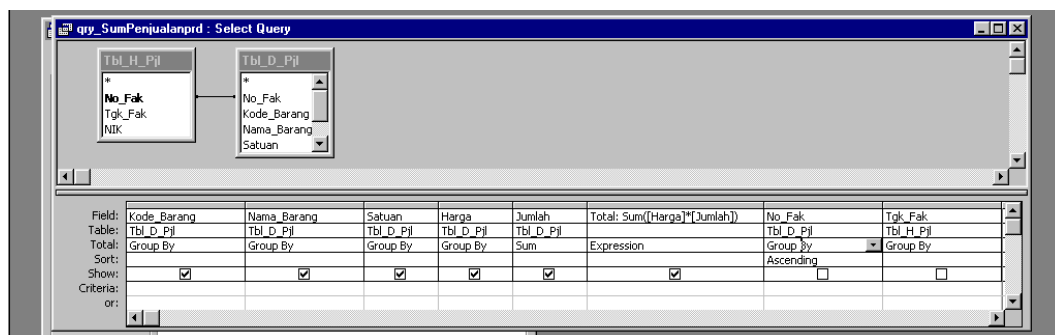 qry_SumPenjualanprd : Select Query
Tbl_H_Pjl
*
No_Fak
Tgk_Fak
NIK
Tbl_D_Pjl
*
No_Fak
Kode_Barang
Nama_Barang
Satuan
Field: Kode_Barang Nama_Barang Satuan Harga Jumlah Total: Sum([Harga]*[Jumlah]) No_Fak Tgk_Fak
Table: Tbl_D_Pjl Tbl_D_Pjl Tbl_D_Pjl Tbl_D_Pjl Tbl_D_Pjl Tbl_D_Pjl Tbl_H_Pjl
Total: Group By Group By Group By Group By Sum Expression Group By Group By
Sort: Ascending
Show:
Criteria:
or: